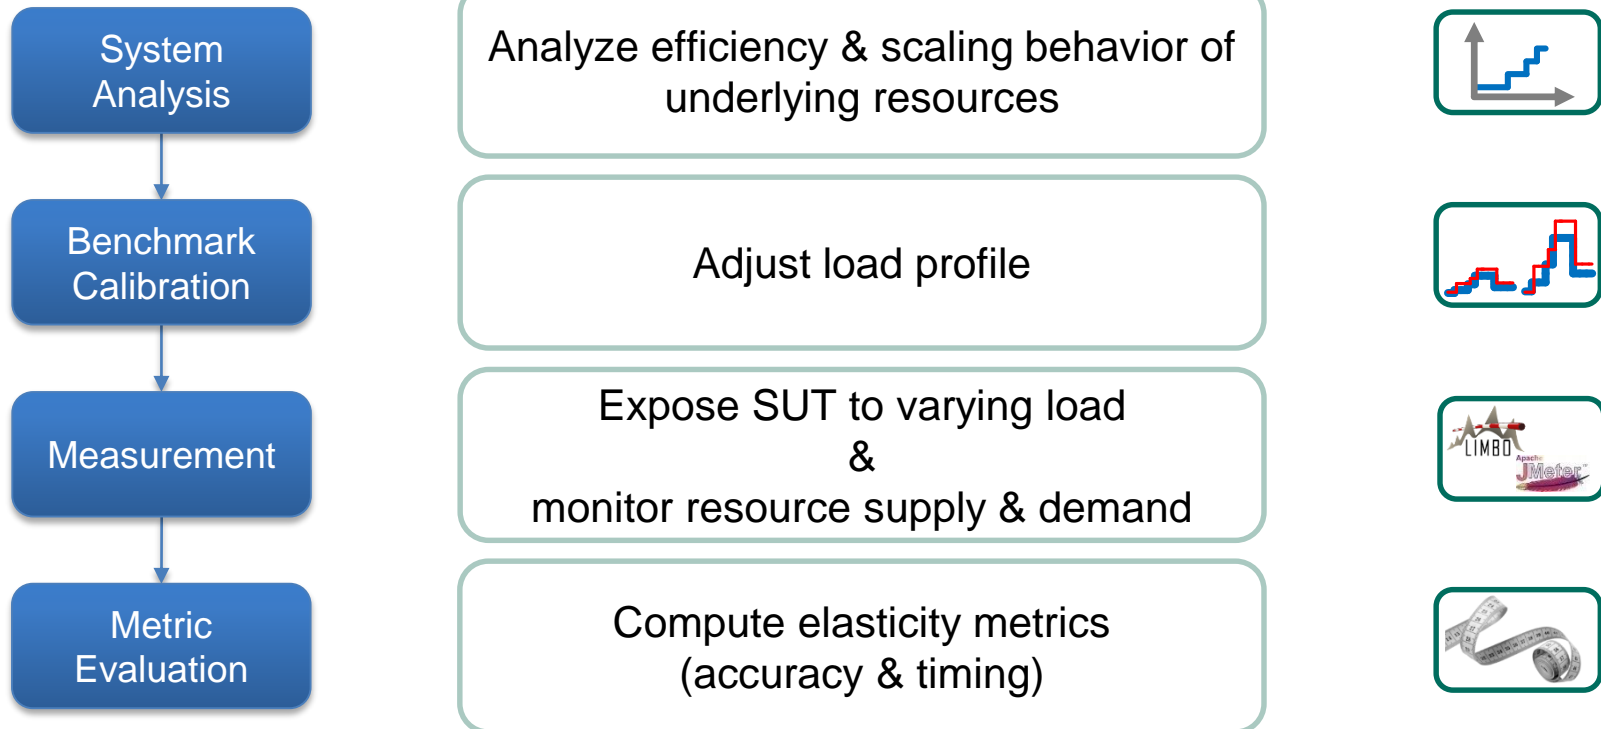 System
Analysis
Analyze efficiency & scaling behavior of
underlying resources
Benchmark
Calibration
Adjust load profile
Measurement
Expose SUT to varying load
&
monitor resource supply & demand
LIMBO
Apache
JMeter™
Metric
Evaluation
Compute elasticity metrics
(accuracy & timing)